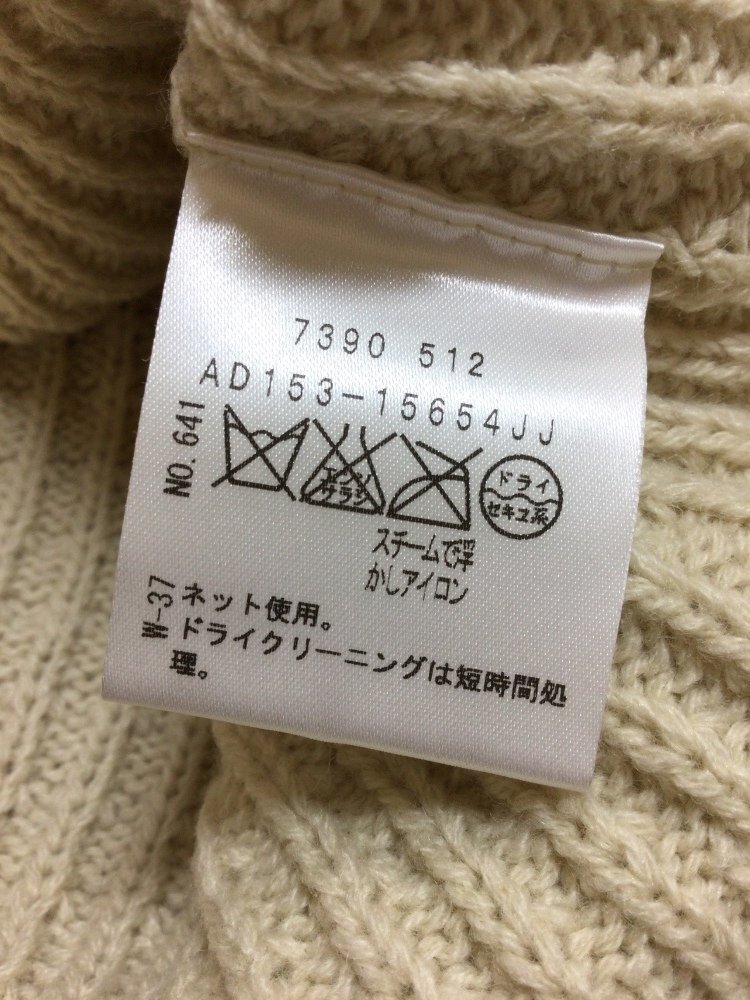 7390 512
AD153-15654JJ
NO.641
エンソ
サラシ
ドライ
セキユ系
スチームで浮
かしアイロン
W-37
ネット使用。
ドライクリーニングは短時間処
理。